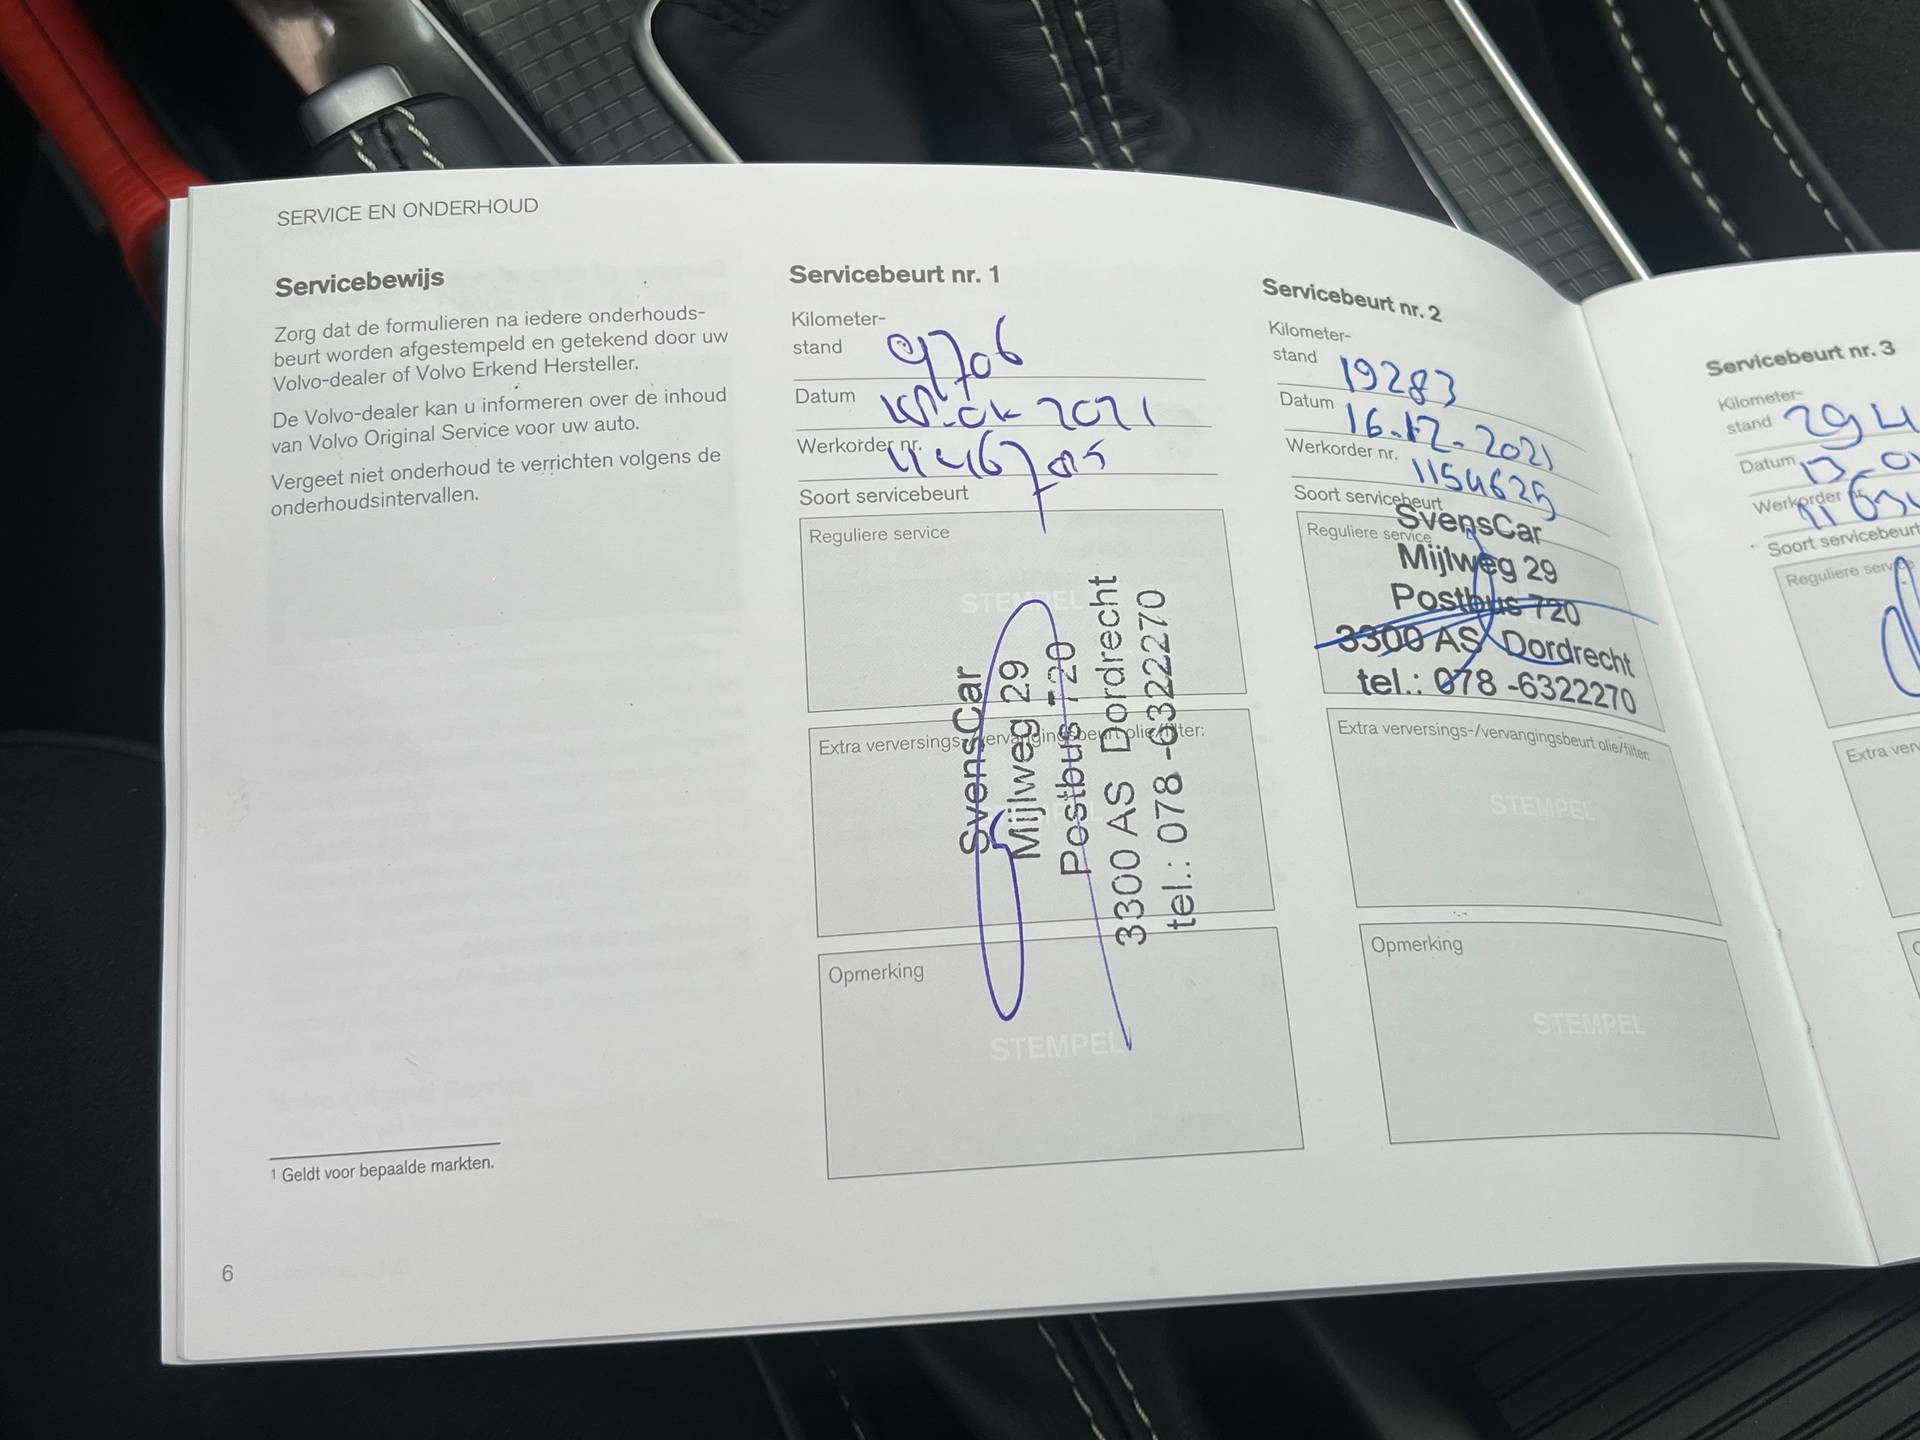 SERVICE EN ONDERHOUD
Servicebewijs
Zorg dat de formulieren na iedere onderhouds-
beurt worden afgestempeld en getekend door uw
Volvo-dealer of Volvo Erkend Hersteller.
De Volvo-dealer kan u informeren over de inhoud
van Volvo Original Service voor uw auto.
Vergeet niet onderhoud te verrichten volgens de
onderhoudsintervallen.
1 Geldt voor bepaalde markten.
6
Servicebeurt nr. 1
Kilometer-
stand 9706
Datum 2021
Werkorder nr.
Soort servicebeurt
Reguliere service
STEMPEL
SvensCar
Mijlweg 29
Postbus 720
3300 AS Dordrecht
tel.: 078 -6322270
Extra verversings-/vervangingsbeurt olie/filter:
Opmerking
STEMPEL
Servicebeurt nr. 2
Kilometer-
stand 19283
Datum 16-12-2021
Werkorder nr. 1154625
Soort servicebeurt
Reguliere service
SvensCar
Mijlweg 29
Postbus 720
3300 AS Dordrecht
tel.: 078 -6322270
Extra verversings-/vervangingsbeurt olie/filter:
STEMPEL
Opmerking
STEMPEL
Servicebeurt nr. 3
Kilometer-
stand 294
Datum
Werkorder nr.
Soort servicebeurt
Reguliere
Extra